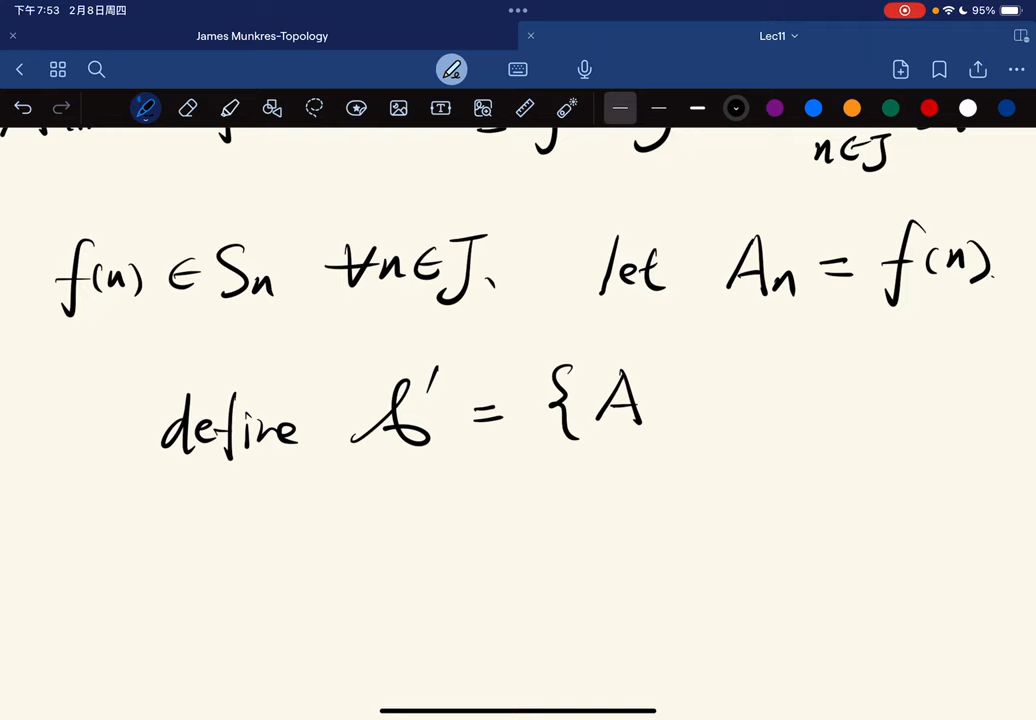 下午7:53 2月8日周四
95%
James Munkres-Topology
Lec11
n∈J
f(n) ∈ Sn ∀n∈J, let An = f(n).
define 𝒜' = { A